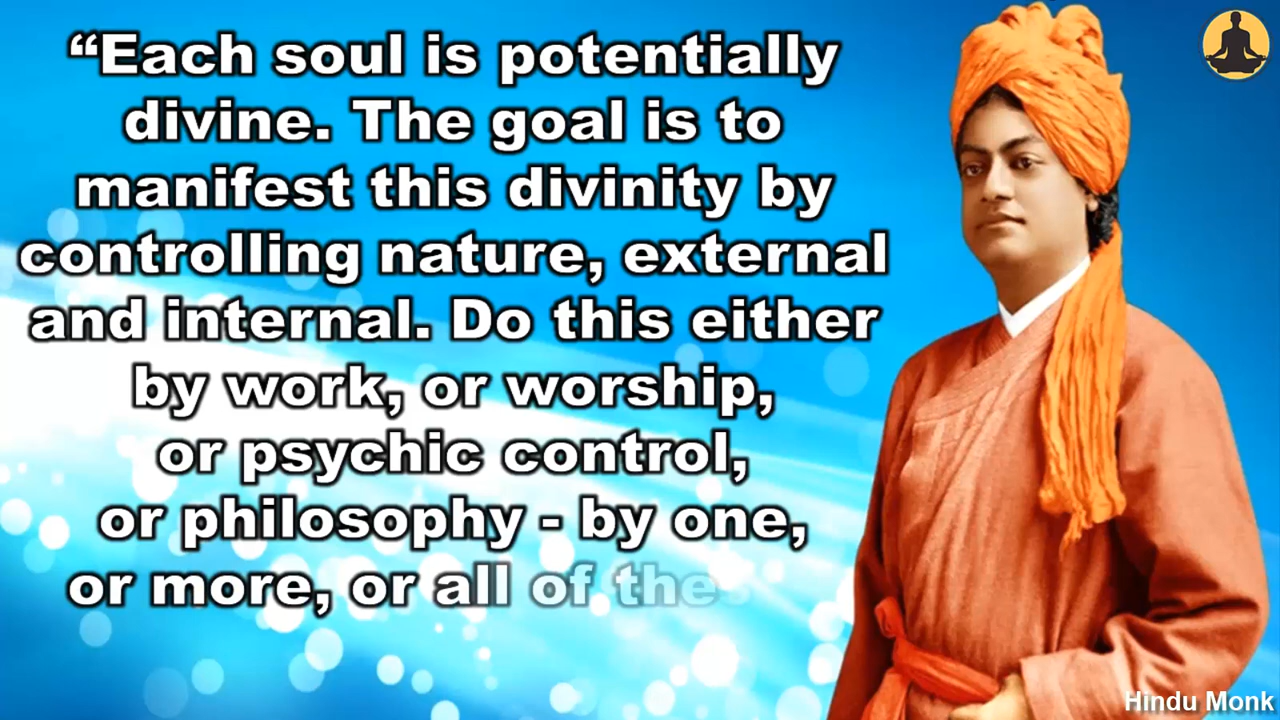 “Each soul is potentially
divine. The goal is to
manifest this divinity by
controlling nature, external
and internal. Do this either
by work, or worship,
or psychic control,
or philosophy - by one,
or more, or all of these
Hindu Monk